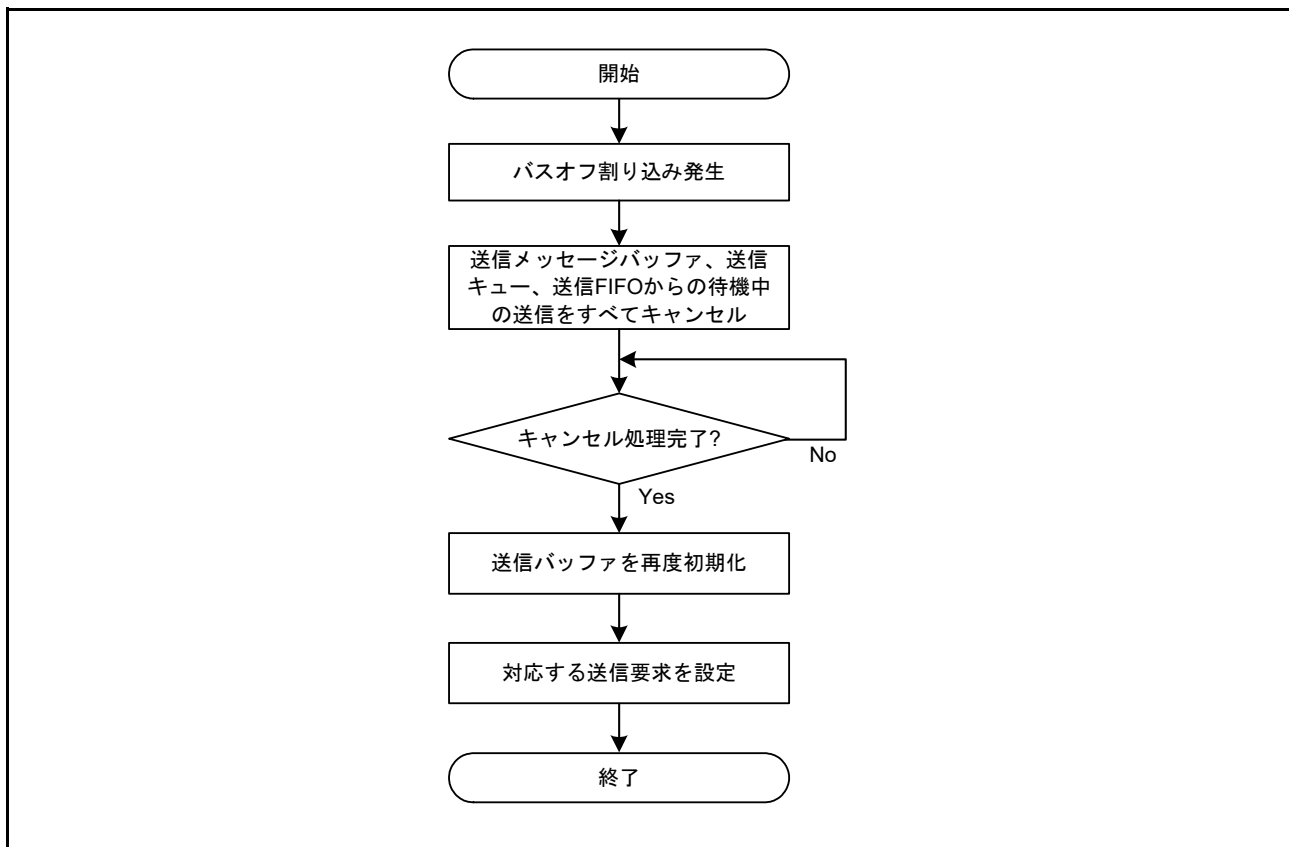 開始
バスオフ割り込み発生
送信メッセージバッファ、送信
キュー、送信FIFOからの待機中
の送信をすべてキャンセル
キャンセル処理完了?
No
Yes
送信バッファを再度初期化
対応する送信要求を設定
終了